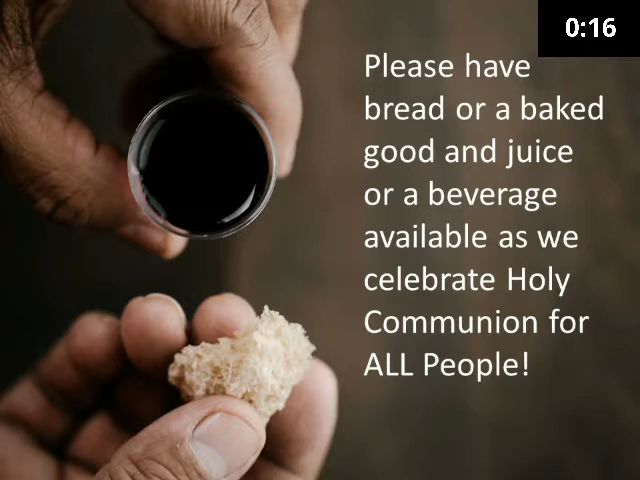 0:16
Please have
bread or a baked
good and juice
or a beverage
available as we
celebrate Holy
Communion for
ALL People!